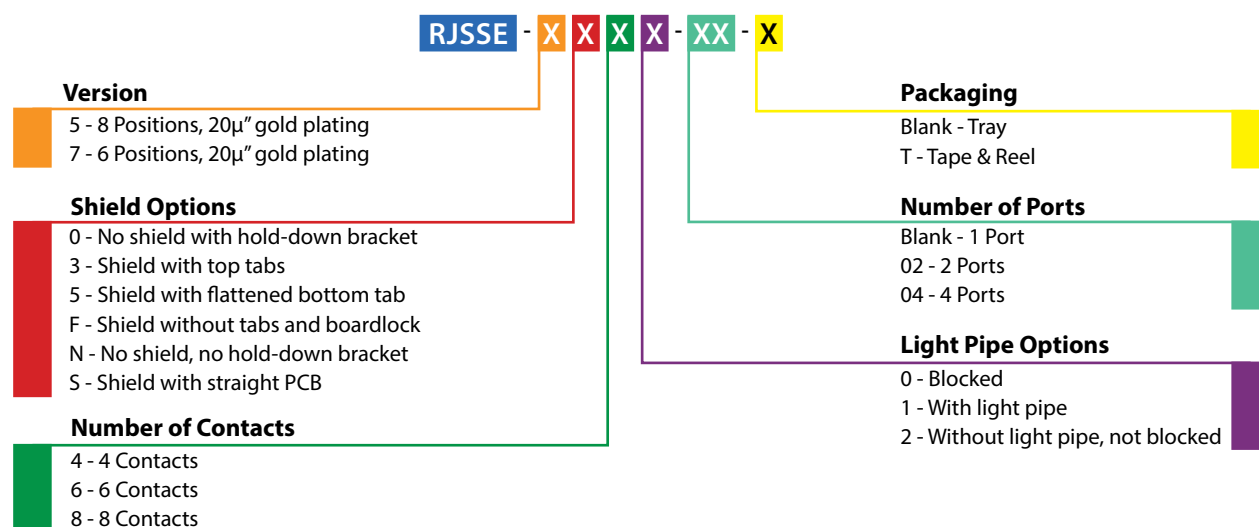 RJSSE - X X X X - XX - X
Version
5 - 8 Positions, 20µ” gold plating
7 - 6 Positions, 20µ” gold plating
Shield Options
0 - No shield with hold-down bracket
3 - Shield with top tabs
5 - Shield with flattened bottom tab
F - Shield without tabs and boardlock
N - No shield, no hold-down bracket
S - Shield with straight PCB
Number of Contacts
4 - 4 Contacts
6 - 6 Contacts
8 - 8 Contacts
Packaging
Blank - Tray
T - Tape & Reel
Number of Ports
Blank - 1 Port
02 - 2 Ports
04 - 4 Ports
Light Pipe Options
0 - Blocked
1 - With light pipe
2 - Without light pipe, not blocked